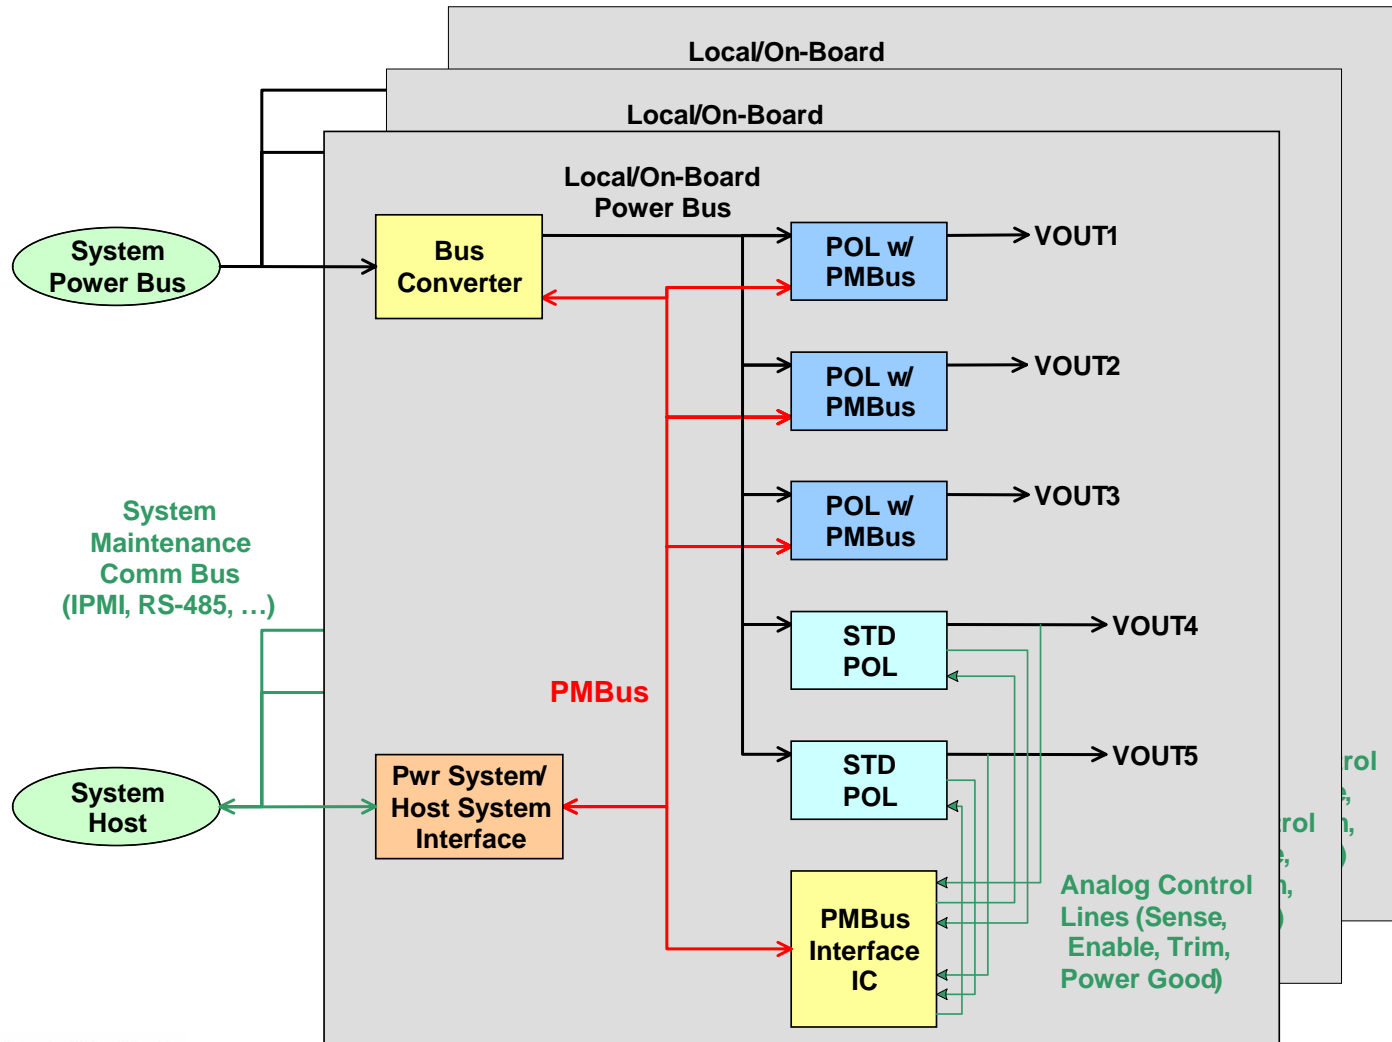 Local/On-Board
Local/On-Board
Local/On-Board
Power Bus
System
Power Bus
Bus
Converter
POL w/
PMBus
VOUT1
POL w/
PMBus
VOUT2
POL w/
PMBus
VOUT3
System
Maintenance
Comm Bus
(IPMI, RS-485, …)
STD
POL
VOUT4
PMBus
STD
POL
VOUT5
System
Host
Pwr System/
Host System
Interface
PMBus
Interface
IC
Analog Control
Lines (Sense,
Enable, Trim,
Power Good)